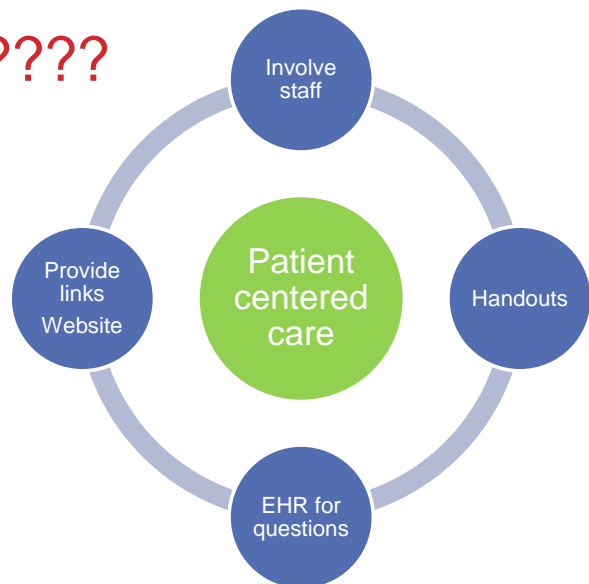 ????
Involve
staff
Provide
links
Website
Patient
centered
care
Handouts
EHR for
questions